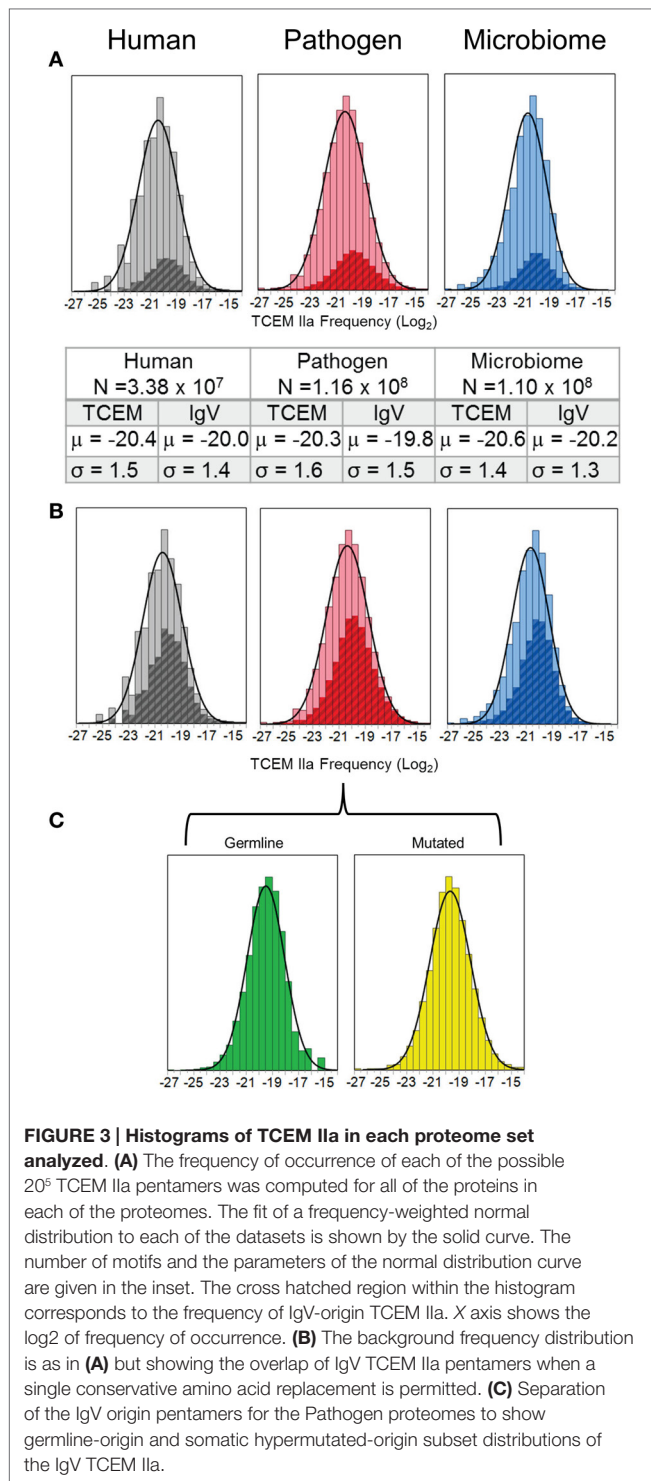 Human Pathogen Microbiome
A
-27 -25 -23 -21 -19 -17 -15 -27 -25 -23 -21 -19 -17 -15 -27 -25 -23 -21 -19 -17 -15
TCEM IIa Frequency (Log₂)
Human Pathogen Microbiome
N =3.38 x 10⁷ N =1.16 x 10⁸ N =1.10 x 10⁸
TCEM IgV TCEM IgV TCEM IgV
μ = -20.4 μ = -20.0 μ = -20.3 μ = -19.8 μ = -20.6 μ = -20.2
σ = 1.5 σ = 1.4 σ = 1.6 σ = 1.5 σ = 1.4 σ = 1.3
B
-27 -25 -23 -21 -19 -17 -15 -27 -25 -23 -21 -19 -17 -15 -27 -25 -23 -21 -19 -17 -15
TCEM IIa Frequency (Log₂)
C
Germline Mutated
-27 -25 -23 -21 -19 -17 -15 -27 -25 -23 -21 -19 -17 -15
FIGURE 3 | Histograms of TCEM IIa in each proteome set
analyzed. (A) The frequency of occurrence of each of the possible
20⁵ TCEM IIa pentamers was computed for all of the proteins in
each of the proteomes. The fit of a frequency-weighted normal
distribution to each of the datasets is shown by the solid curve. The
number of motifs and the parameters of the normal distribution curve
are given in the inset. The cross hatched region within the histogram
corresponds to the frequency of IgV-origin TCEM IIa. X axis shows the
log2 of frequency of occurrence. (B) The background frequency distribution
is as in (A) but showing the overlap of IgV TCEM IIa pentamers when a
single conservative amino acid replacement is permitted. (C) Separation
of the IgV origin pentamers for the Pathogen proteomes to show
germline-origin and somatic hypermutated-origin subset distributions of
the IgV TCEM IIa.